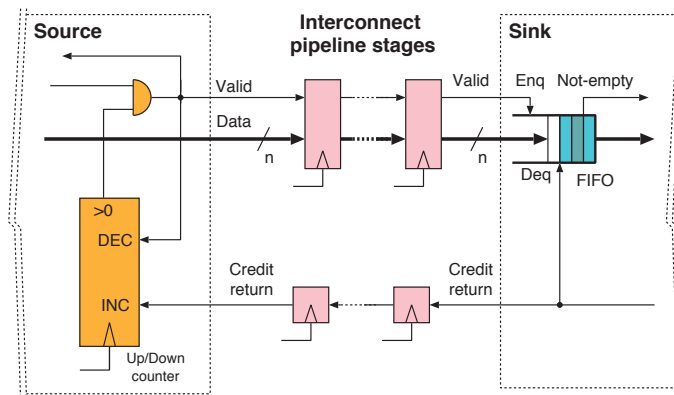 Source
Interconnect
pipeline stages
Sink
Valid
Valid
Enq
Not-empty
Data
n
n
Deq
FIFO
>0
DEC
Credit
return
Credit
return
INC
Up/Down
counter